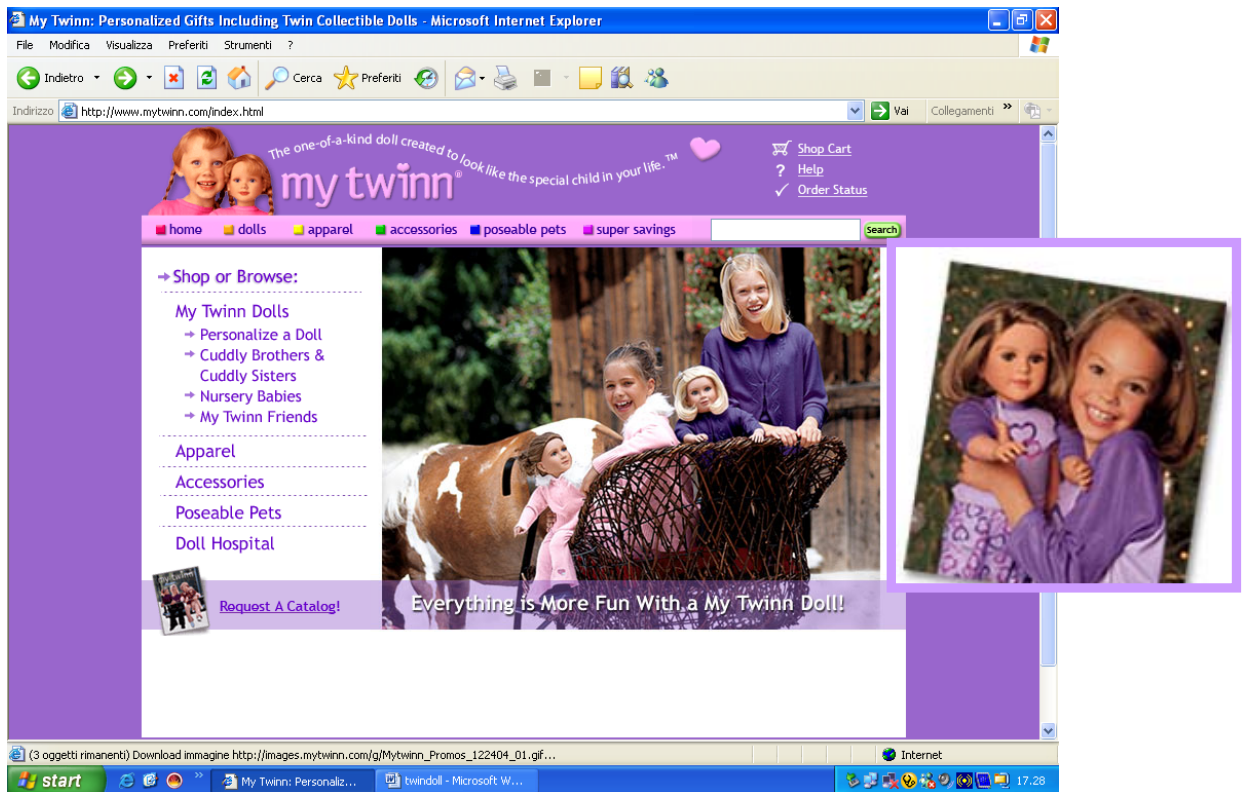 My Twinn: Personalized Gifts Including Twin Collectible Dolls - Microsoft Internet Explorer
File Modifica Visualizza Preferiti Strumenti ?
Indietro Cerca Preferiti
Indirizzo http://www.mytwinn.com/index.html Vai Collegamenti »
The one-of-a-kind doll created to look like the special child in your life.™
my twinn®
Shop Cart
? Help
Order Status
home dolls apparel accessories poseable pets super savings Search
Shop or Browse:
My Twinn Dolls
Personalize a Doll
Cuddly Brothers &
Cuddly Sisters
Nursery Babies
My Twinn Friends
Apparel
Accessories
Poseable Pets
Doll Hospital
my twinn
Request A Catalog!
Everything is More Fun With a My Twinn Doll!
(3 oggetti rimanenti) Download immagine http://images.mytwinn.com/g/Mytwinn_Promos_122404_01.gif... Internet
start » My Twinn: Personaliz... twindoll - Microsoft W... 17.28